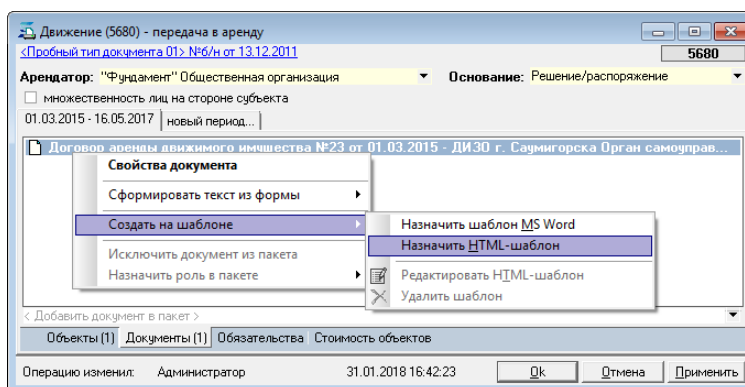 Движение (5680) - передача в аренду
<Пробный тип документа 01> №б/н от 13.12.2011
5680
Арендатор: "Фундамент" Общественная организация
Основание: Решение/распоряжение
множественность лиц на стороне субъекта
01.03.2015 - 16.05.2017 новый период...
Договор аренды движимого имущества №23 от 01.03.2015 - ДИЗО г. Саумигорска Орган самоуправ...
Свойства документа
Сформировать текст из формы
Создать на шаблоне
Исключить документ из пакета
Назначить роль в пакете
Назначить шаблон MS Word
Назначить HTML-шаблон
Редактировать HTML-шаблон
Удалить шаблон
< Добавить документ в пакет >
Объекты (1) Документы (1) Обязательства Стоимость объектов
Операцию изменил: Администратор 31.01.2018 16:42:23 Ok Отмена Применить